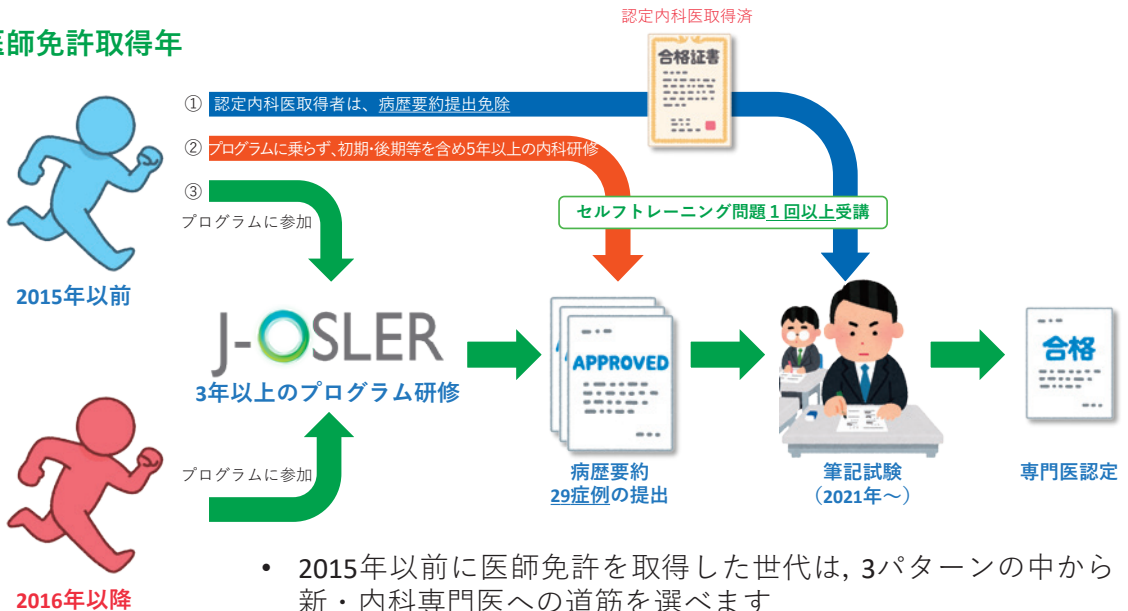 認定内科医取得済
医師免許取得年
合格証書
① 認定内科医取得者は、病歴要約提出免除
② プログラムに乗らず、初期・後期等を含め5年以上の内科研修
③
プログラムに参加
セルフトレーニング問題1回以上受講
2015年以前
J-OSLER
3年以上のプログラム研修
APPROVED
合格
プログラムに参加
病歴要約
29症例の提出
筆記試験
(2021年～)
専門医認定
2016年以降
• 2015年以前に医師免許を取得した世代は, 3パターンの中から
新・内科専門医への道筋を選べます